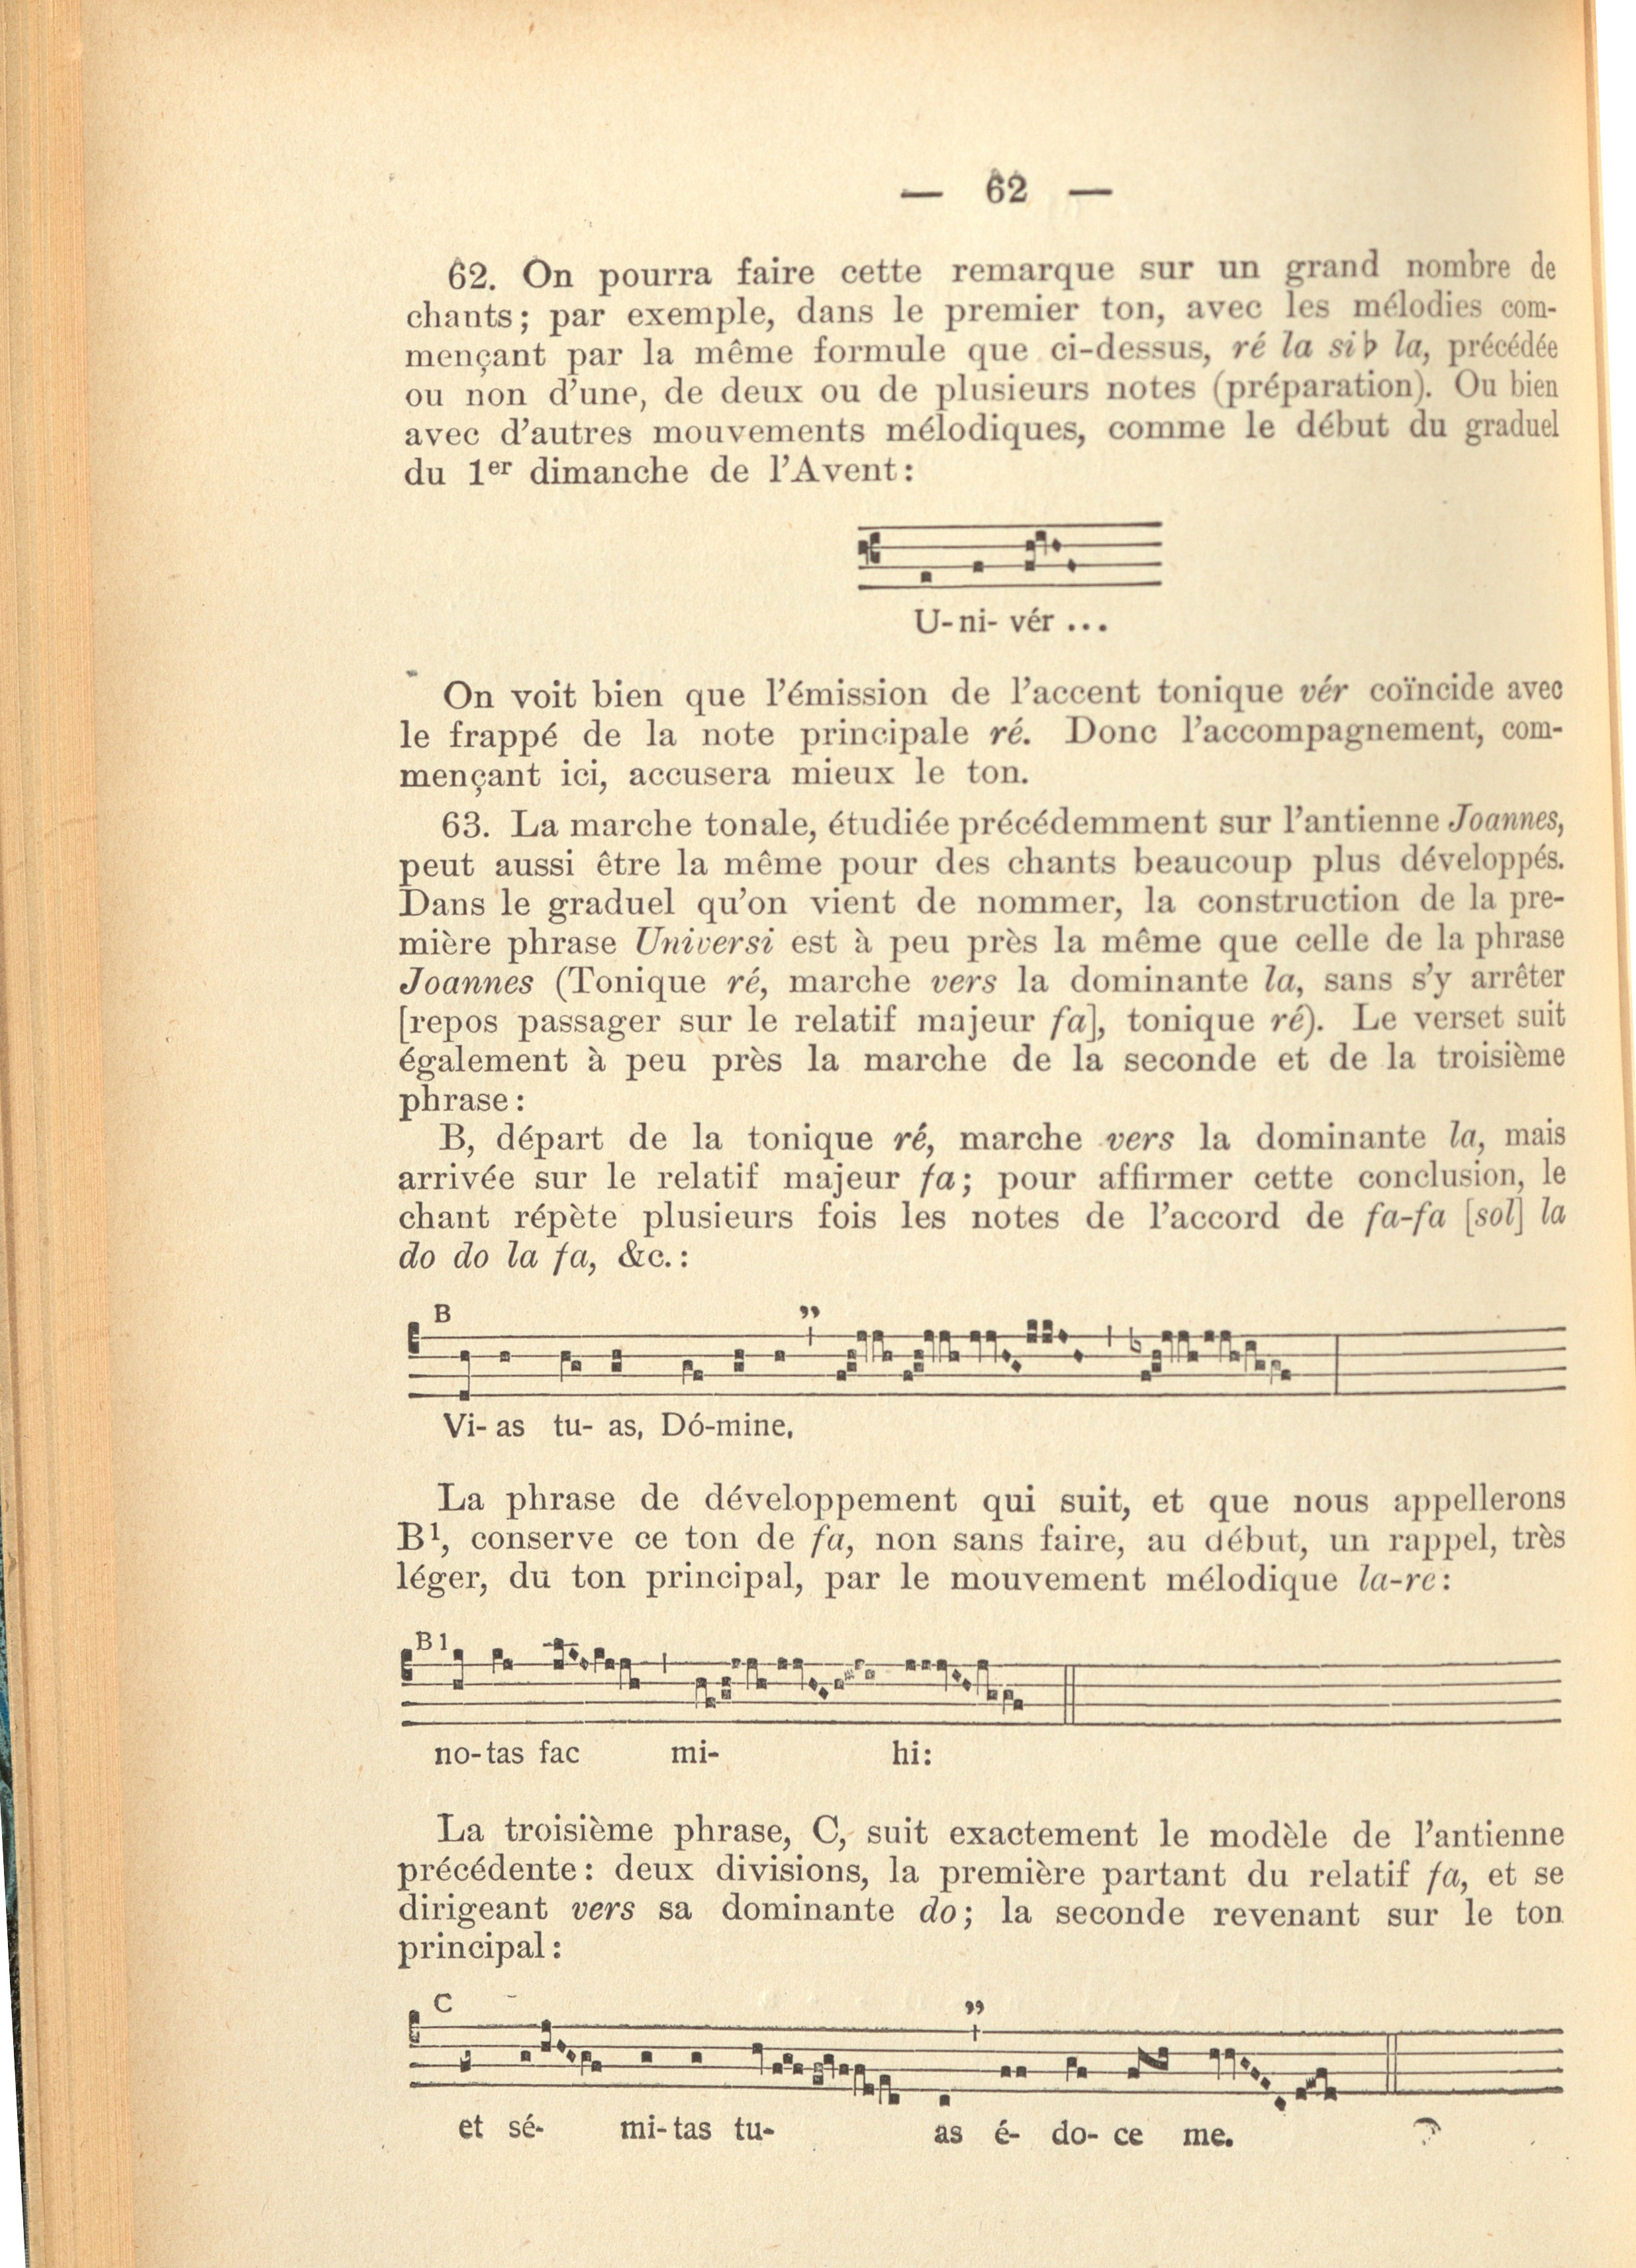 — 62 —
62. On pourra faire cette remarque sur un grand nombre de
chants; par exemple, dans le premier ton, avec les mélodies com-
mençant par la même formule que ci-dessus, ré la si♭ la, précédée
ou non d'une, de deux ou de plusieurs notes (préparation). Ou bien
avec d'autres mouvements mélodiques, comme le début du graduel
du 1er dimanche de l'Avent:
U-ni- vér ...
On voit bien que l'émission de l'accent tonique vér coïncide avec
le frappé de la note principale ré. Donc l'accompagnement, com-
mençant ici, accusera mieux le ton.
63. La marche tonale, étudiée précédemment sur l'antienne Joannes,
peut aussi être la même pour des chants beaucoup plus développés.
Dans le graduel qu'on vient de nommer, la construction de la pre-
mière phrase Universi est à peu près la même que celle de la phrase
Joannes (Tonique ré, marche vers la dominante la, sans s'y arrêter
[repos passager sur le relatif majeur fa], tonique ré). Le verset suit
également à peu près la marche de la seconde et de la troisième
phrase:
B, départ de la tonique ré, marche vers la dominante la, mais
arrivée sur le relatif majeur fa; pour affirmer cette conclusion, le
chant répète plusieurs fois les notes de l'accord de fa-fa [sol] la
do do la fa, &c.:
B
Vi- as tu- as, Dó-mine,
La phrase de développement qui suit, et que nous appellerons
B1, conserve ce ton de fa, non sans faire, au début, un rappel, très
léger, du ton principal, par le mouvement mélodique la-re:
B 1
no-tas fac mi- hi:
La troisième phrase, C, suit exactement le modèle de l'antienne
précédente: deux divisions, la première partant du relatif fa, et se
dirigeant vers sa dominante do; la seconde revenant sur le ton
principal:
C
et sé- mi-tas tu- as é- do- ce me.